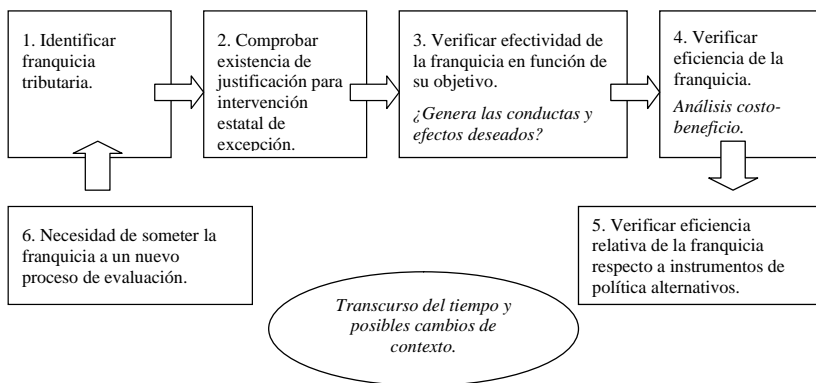 1. Identificar
franquicia
tributaria.
2. Comprobar
existencia de
justificación para
intervención
estatal de
excepción.
3. Verificar efectividad de
la franquicia en función de
su objetivo.
¿Genera las conductas y
efectos deseados?
4. Verificar
eficiencia de la
franquicia.
Análisis costo-
beneficio.
5. Verificar eficiencia
relativa de la franquicia
respecto a instrumentos de
política alternativos.
6. Necesidad de someter la
franquicia a un nuevo
proceso de evaluación.
Transcurso del tiempo y
posibles cambios de
contexto.